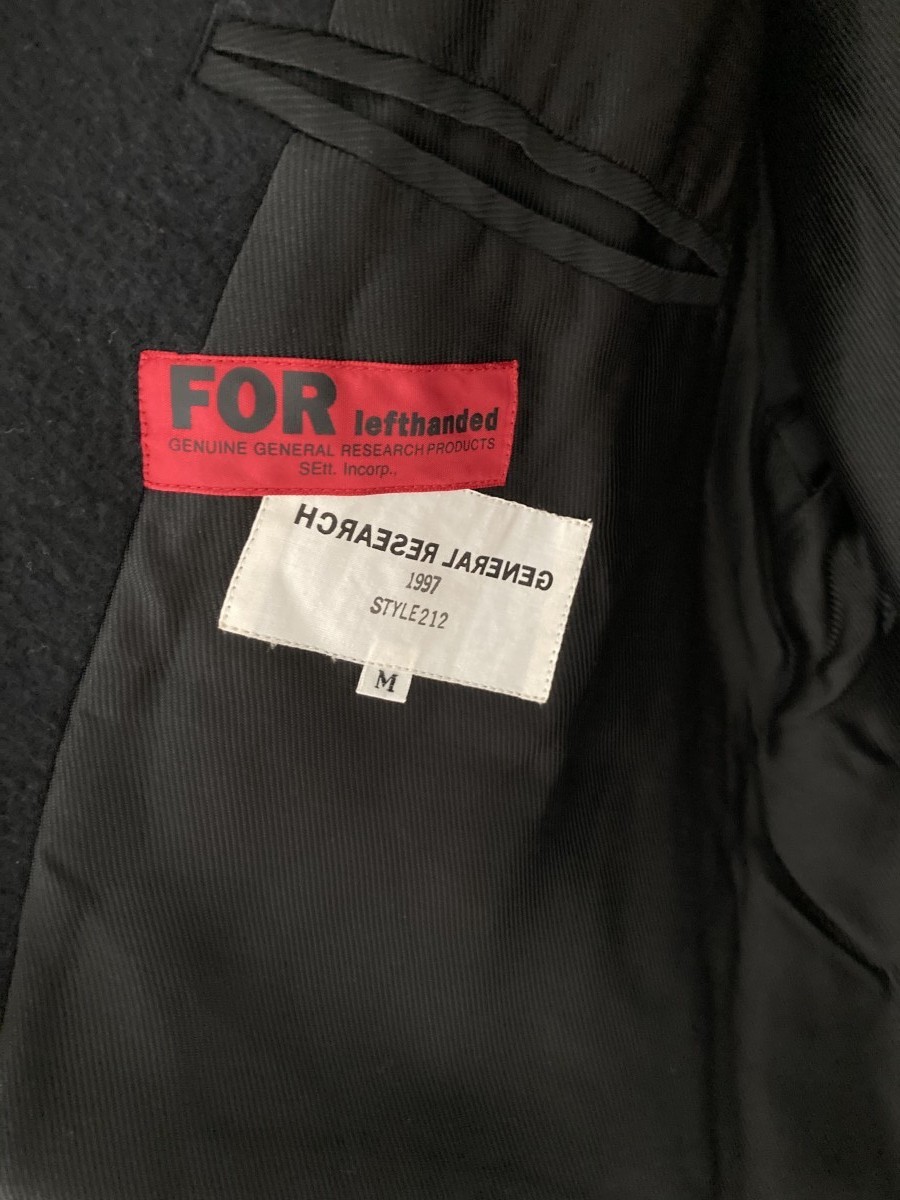 FOR lefthanded
GENUINE GENERAL RESEARCH PRODUCTS
SEtt. Incorp.,
GENERAL RESEARCH
1997
STYLE212
M